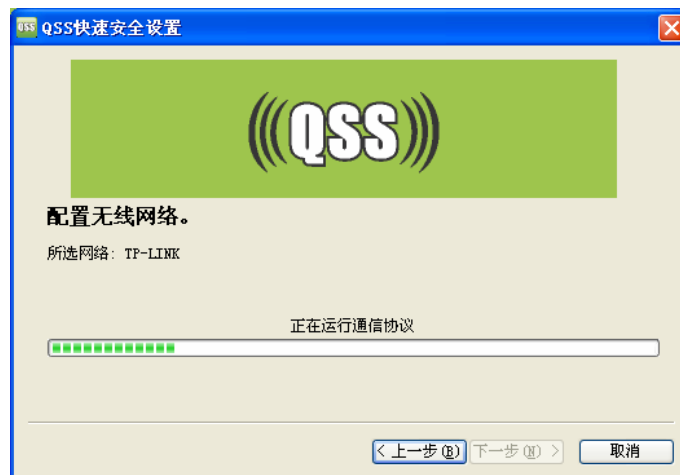 QSS QSS快速安全设置
(((QSS)))
配置无线网络。
所选网络: TP-LINK
正在运行通信协议
< 上一步(B) 下一步(N) > 取消